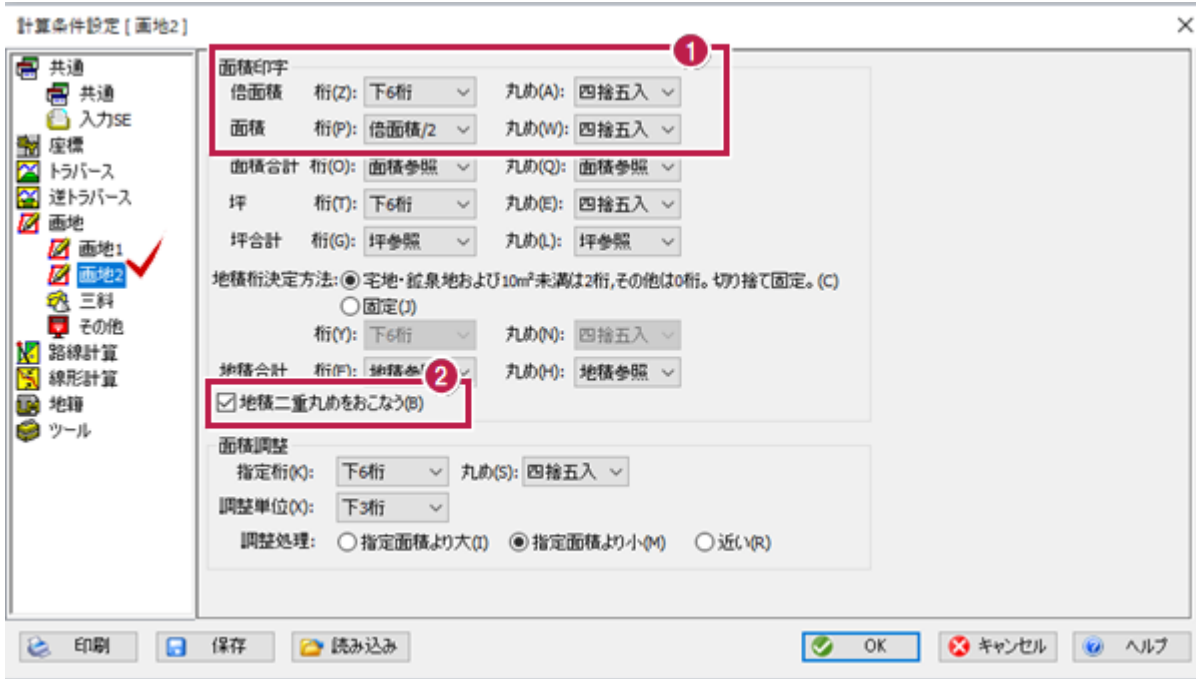 計算条件設定 [ 画地2 ]
共通
共通
入力SE
座標
トラバース
逆トラバース
画地
画地1
画地2
三斜
その他
路線計算
線形計算
地籍
ツール
面積印字
1
倍面積 桁(Z): 下6桁 丸め(A): 四捨五入
面積 桁(P): 倍面積/2 丸め(W): 四捨五入
面積合計 桁(O): 面積参照 丸め(Q): 面積参照
坪 桁(T): 下6桁 丸め(E): 四捨五入
坪合計 桁(G): 坪参照 丸め(L): 坪参照
地積桁決定方法: 宅地・鉱泉地および10㎡未満は2桁,その他は0桁。切り捨て固定。(C)
固定(J)
桁(Y): 下6桁 丸め(N): 四捨五入
地積合計 桁(F): 地積参 丸め(H): 地積参照
2
地積二重丸めをおこなう(B)
面積調整
指定桁(K): 下6桁 丸め(S): 四捨五入
調整単位(X): 下3桁
調整処理: 指定面積より大(I) 指定面積より小(M) 近い(R)
印刷 保存 読み込み OK キャンセル ヘルプ